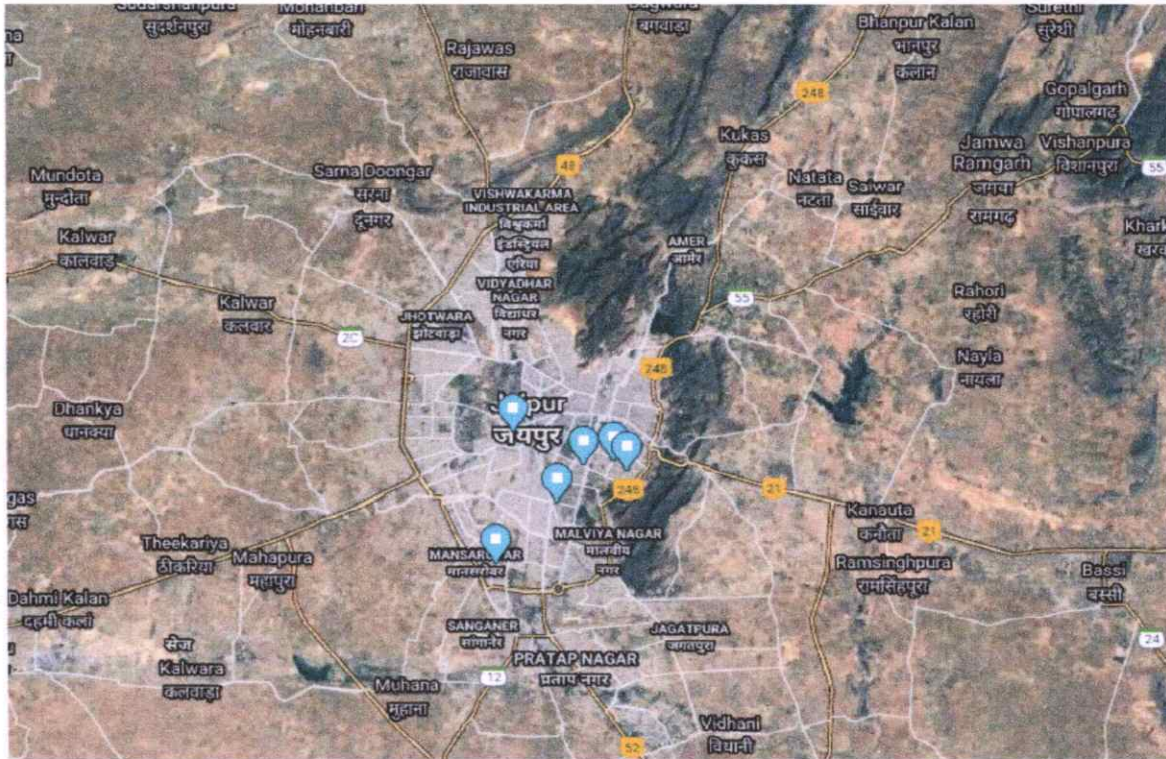 मोहनबारी
सुदर्शनपुरा
बगवाड़ा
Bhanpur Kalan
भानपुर
कलान
सुरेथी
Rajawas
राजावास
248
Gopalgarh
गोपालगढ़
Kukas
कुकस
Jamwa
Ramgarh
जमवा
रामगढ़
Vishanpura
विशनपुरा
55
48
Mundota
मुन्दोता
Sarna Doongar
सरना
दूंगर
VISHWAKARMA
INDUSTRIAL AREA
विश्वकर्मा
इंडस्ट्रियल
एरिया
Natata
नटाटा
Saiwar
साईवार
Kalwar
कालवाड़
AMER
आमेर
VIDYADHAR
NAGAR
विद्याधर
नगर
55
Rahori
रहोरी
Kalwar
कलवार
JHOTWARA
झोटवाड़ा
2C
248
Nayla
नायला
Dhankya
धानक्या
Jaipur
जयपुर
248
21
Kanauta
कनौता
21
Theekariya
ठीकरिया
Mahapura
महापुरा
MANSAROVAR
मानसरोवर
MALVIYA NAGAR
मालवीय
नगर
Ramsinghpura
रामसिंहपुरा
Bassi
बस्सी
Dahmi Kalan
दहमी कलां
SANGANER
सांगानेर
JAGATPURA
जगतपुरा
24
सेज
Kalwara
कलवाड़ा
PRATAP NAGAR
प्रताप नगर
12
Muhana
मुहाना
Vidhani
विधानी
52